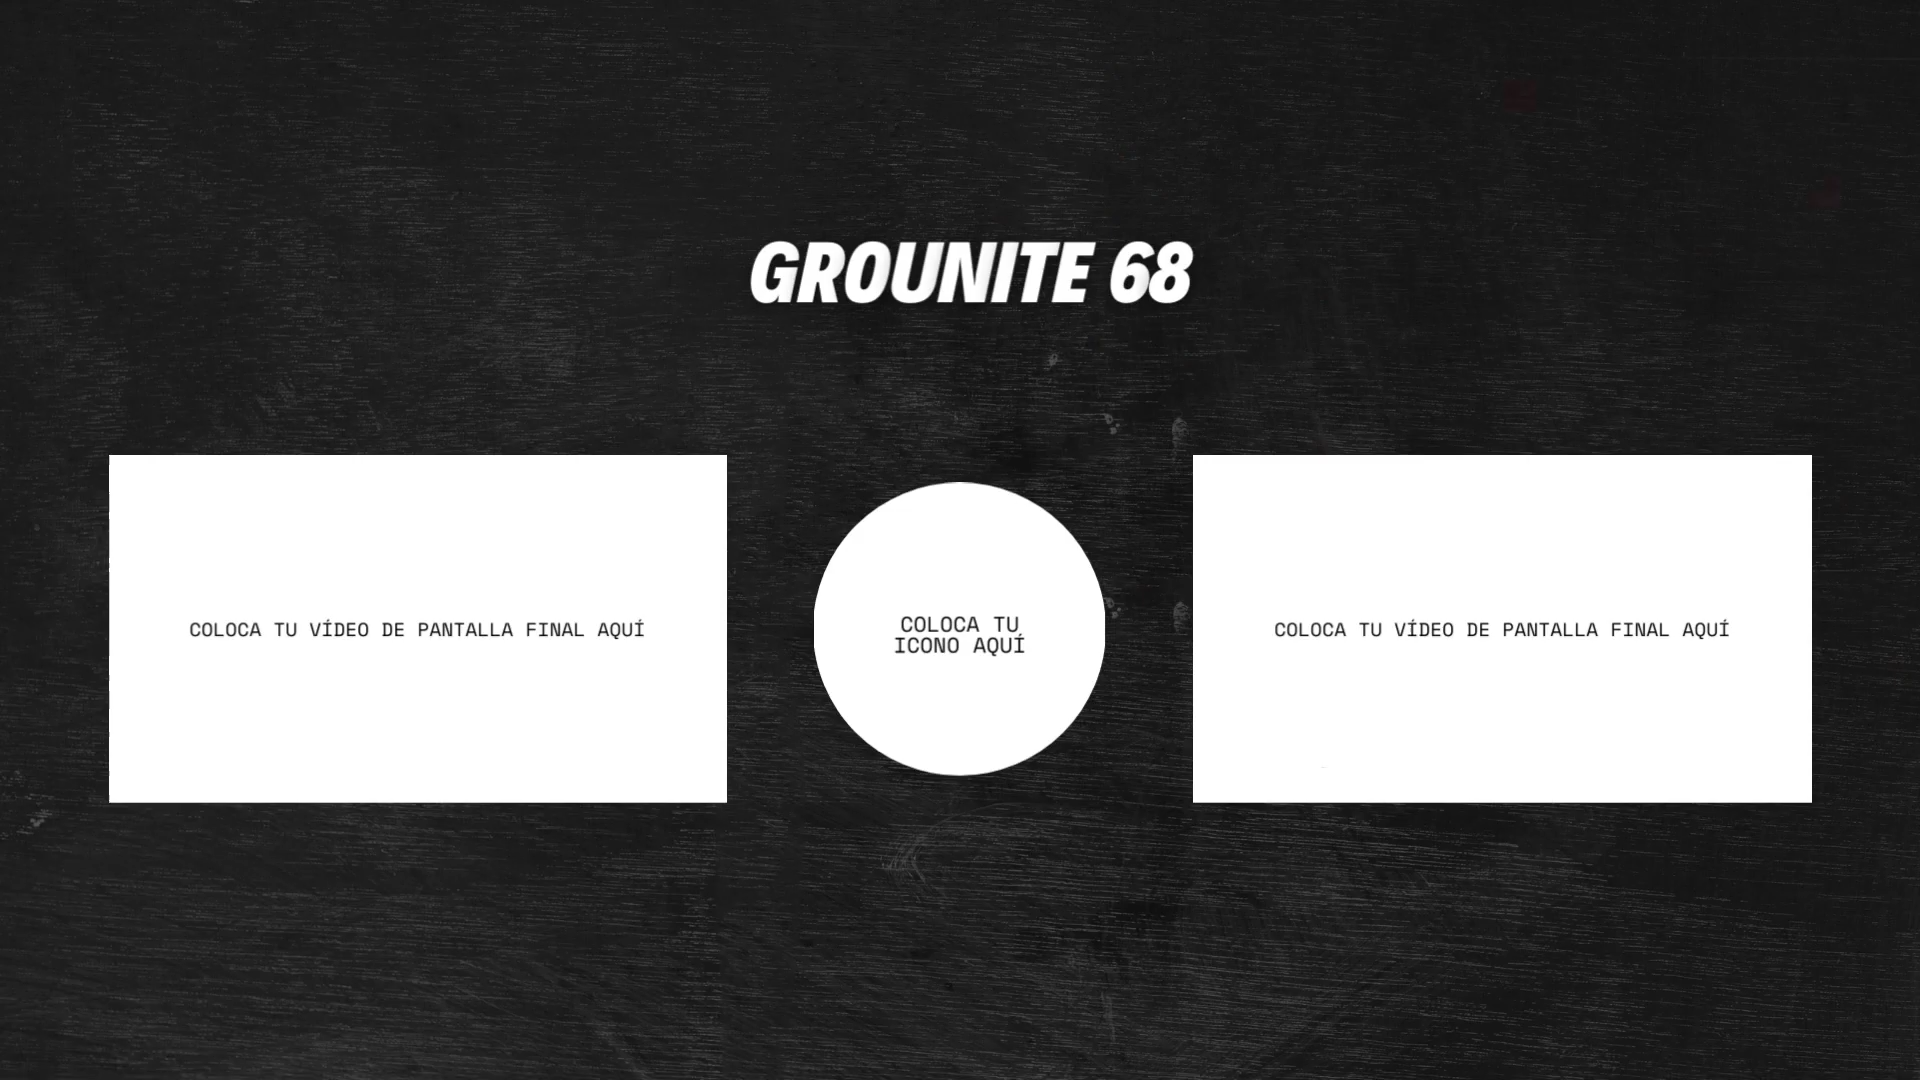 GROUNITE 68
COLOCA TU VÍDEO DE PANTALLA FINAL AQUÍ
COLOCA TU
ICONO AQUÍ
COLOCA TU VÍDEO DE PANTALLA FINAL AQUÍ